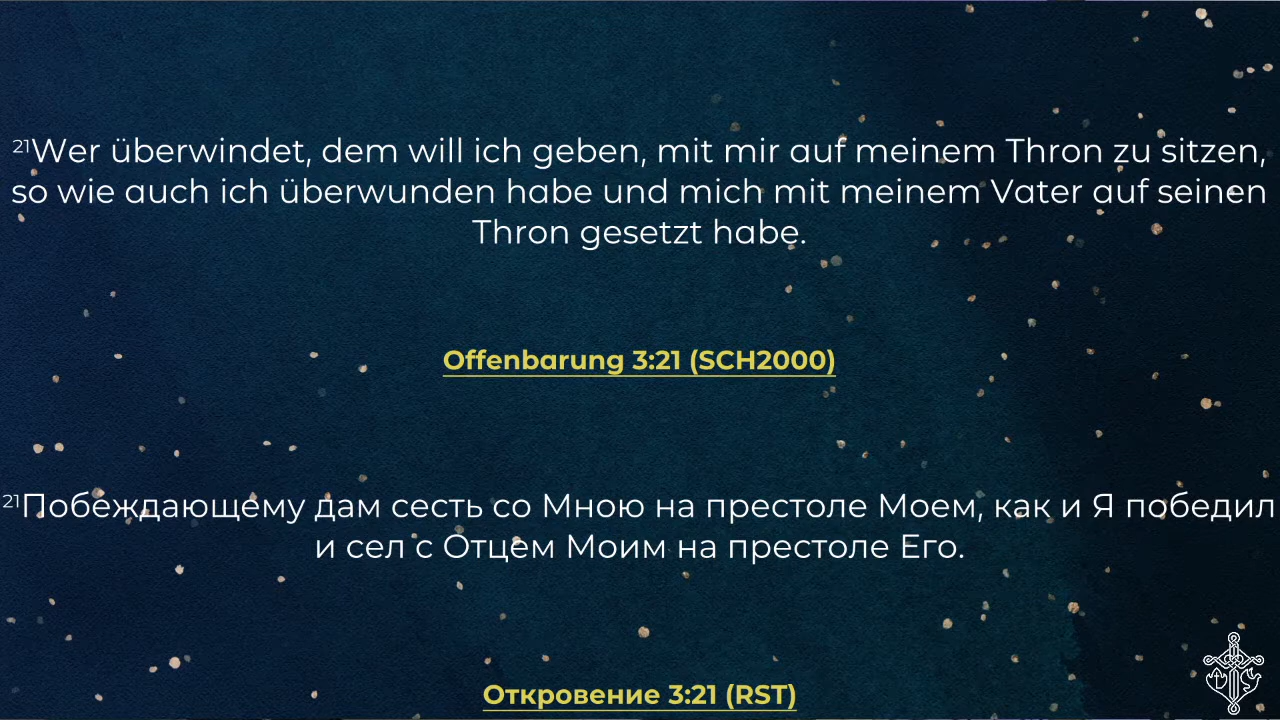 ²¹Wer überwindet, dem will ich geben, mit mir auf meinem Thron zu sitzen,
so wie auch ich überwunden habe und mich mit meinem Vater auf seinen
Thron gesetzt habe.
Offenbarung 3:21 (SCH2000)
²¹Побеждающему дам сесть со Мною на престоле Моем, как и Я победил
и сел с Отцем Моим на престоле Его.
Откровение 3:21 (RST)